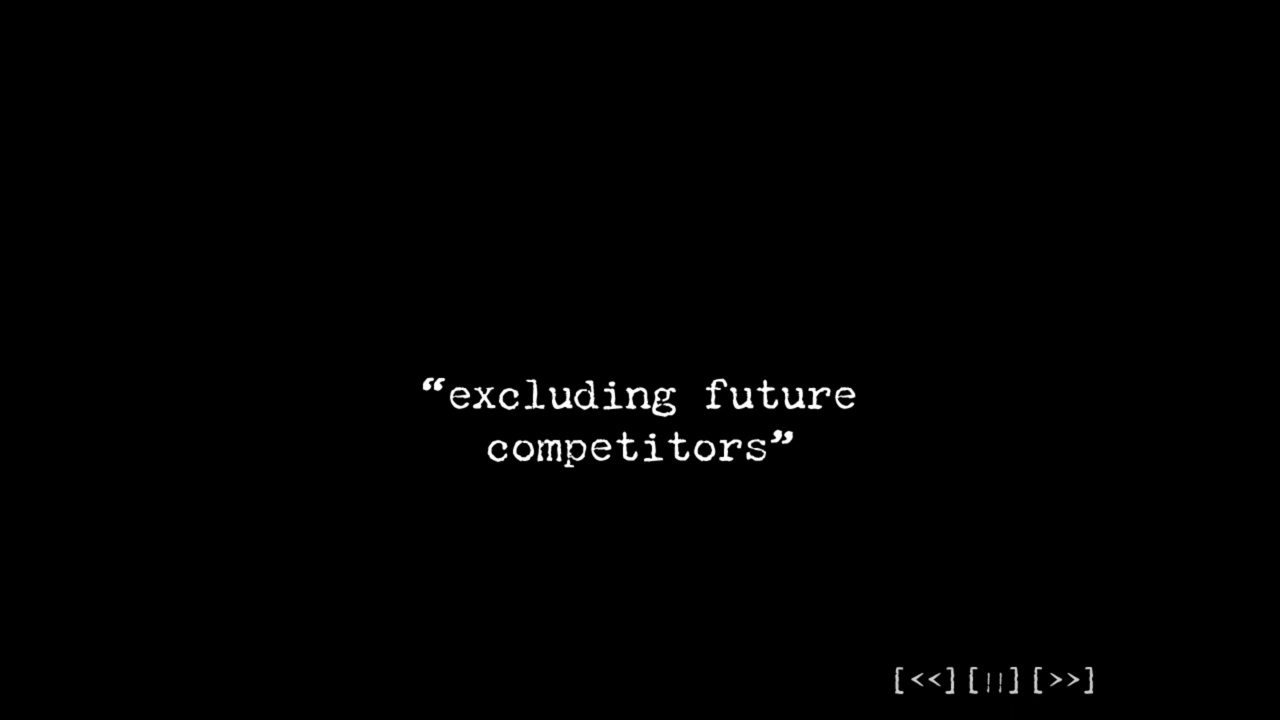 “excluding future
competitors”
[<<] [||] [>>]